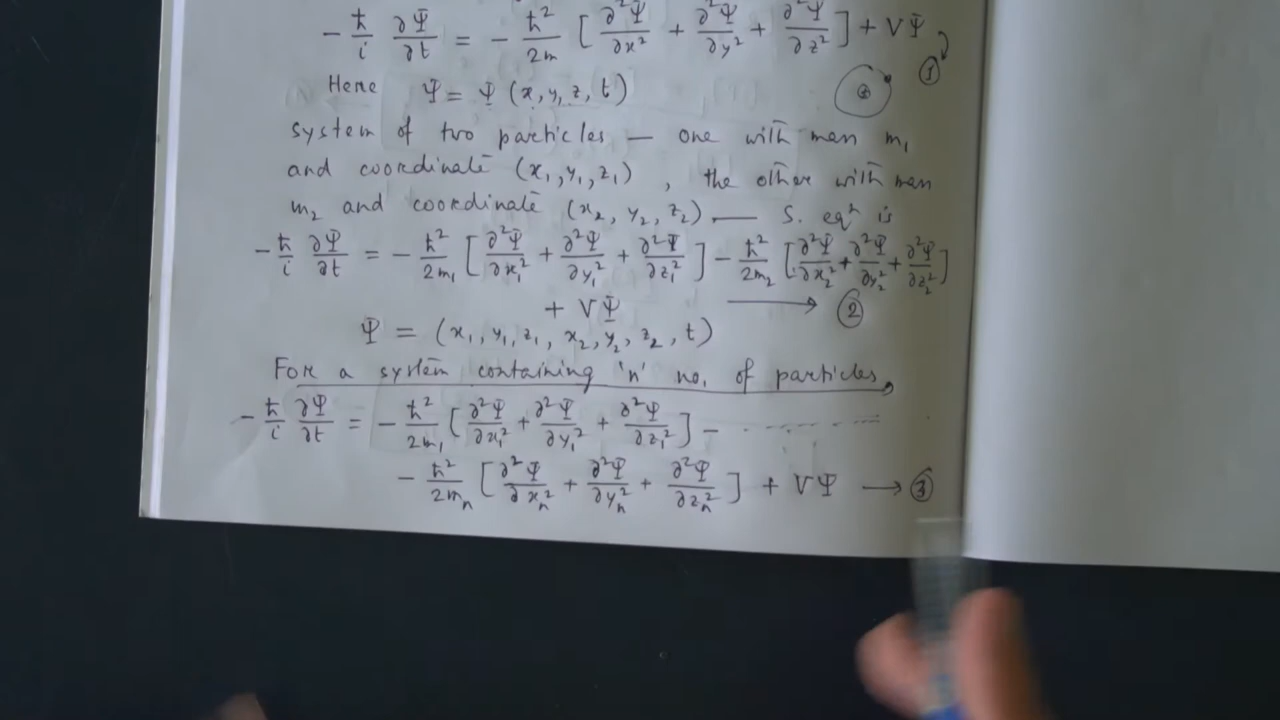 -ħ/i ∂Ψ/∂t = -ħ²/2m [∂²Ψ/∂x² + ∂²Ψ/∂y² + ∂²Ψ/∂z²] + VΨ
①
Here Ψ = Ψ (x, y, z, t)
system of two particles — one with mass m₁
and coordinate (x₁, y₁, z₁) , the other with mass
m₂ and coordinate (x₂, y₂, z₂). — S. eqⁿ is
-ħ/i ∂Ψ/∂t = -ħ²/2m₁ [∂²Ψ/∂x₁² + ∂²Ψ/∂y₁² + ∂²Ψ/∂z₁²] - ħ²/2m₂ [∂²Ψ/∂x₂² + ∂²Ψ/∂y₂² + ∂²Ψ/∂z₂²]
+ VΨ ⟶ ②
Ψ = (x₁, y₁, z₁, x₂, y₂, z₂, t)
For a system containing 'n' no. of particles,
-ħ/i ∂Ψ/∂t = -ħ²/2m₁ [∂²Ψ/∂x₁² + ∂²Ψ/∂y₁² + ∂²Ψ/∂z₁²] - ..........
-ħ²/2mₙ [∂²Ψ/∂xₙ² + ∂²Ψ/∂yₙ² + ∂²Ψ/∂zₙ²] + VΨ → ③